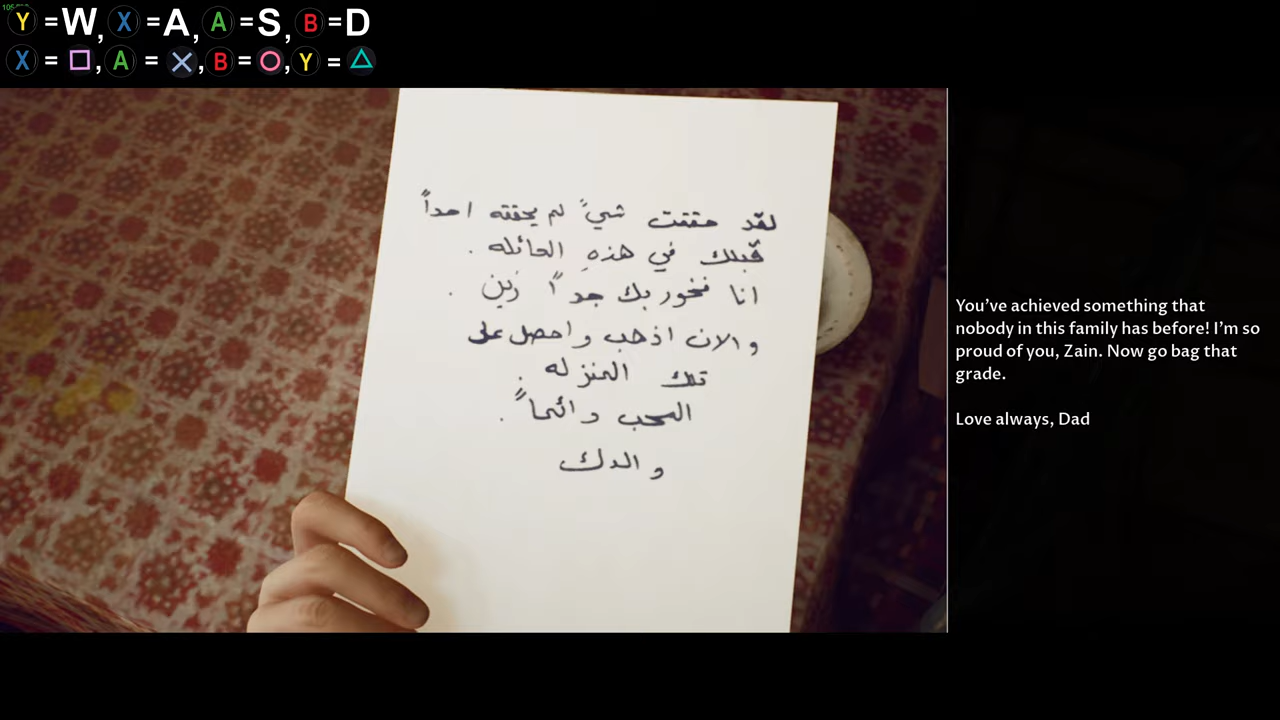 Y=W, X=A, A=S, B=D
X=□, A=✕, B=○, Y=△
لقد حققت شيءً لم يحققه احداً
قبلك في هذهِ العائله .
انا فخور بك جداً زين .
والان اذهب واحصل على
تلك المنزله .
المحب دائماً .
والدك
You've achieved something that
nobody in this family has before! I'm so
proud of you, Zain. Now go bag that
grade.
Love always, Dad